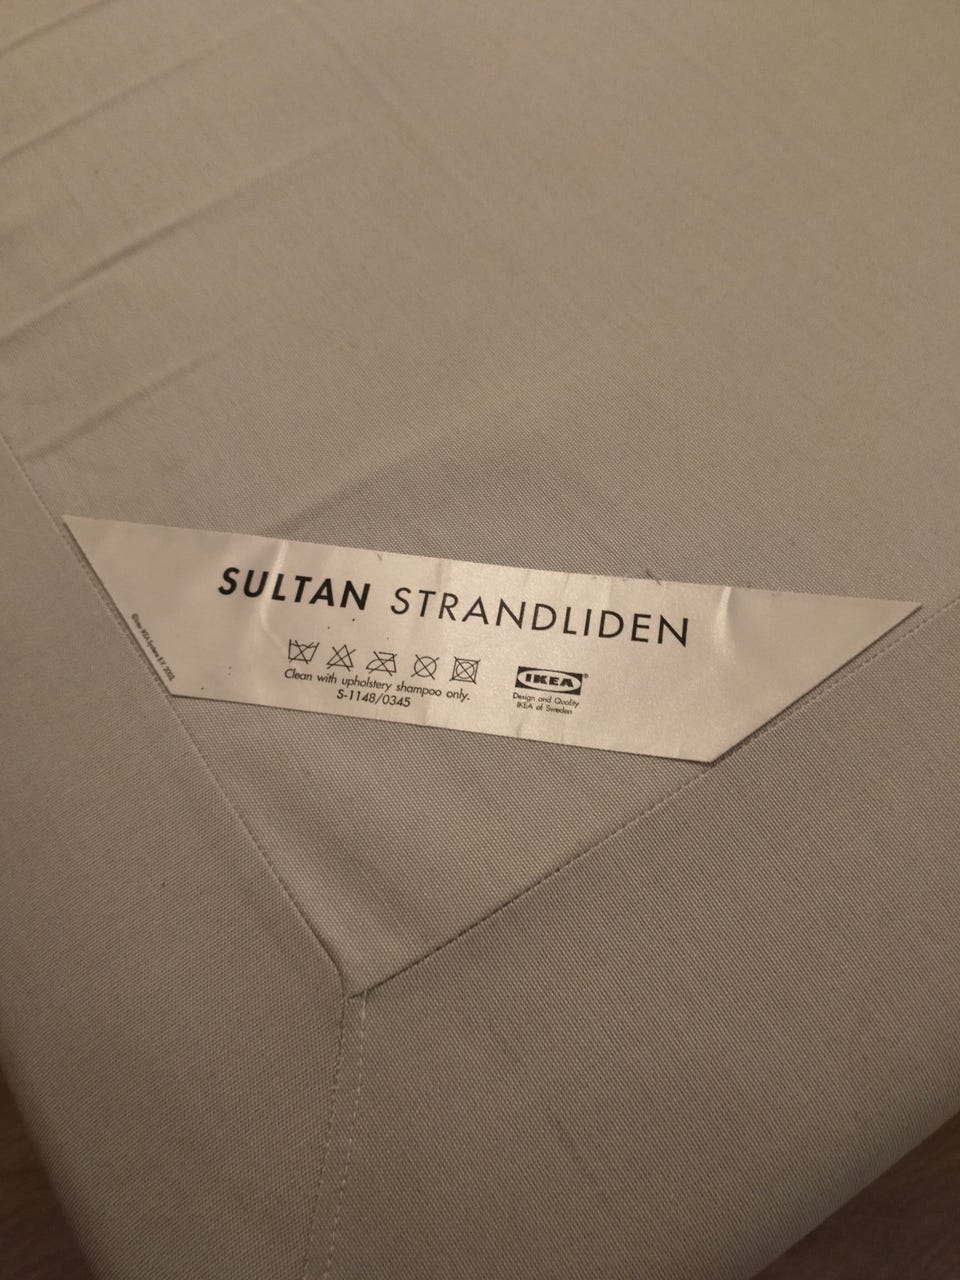 SULTAN STRANDLIDEN
Clean with upholstery shampoo only.
S-1148/0345
IKEA®
Design and Quality
IKEA of Sweden